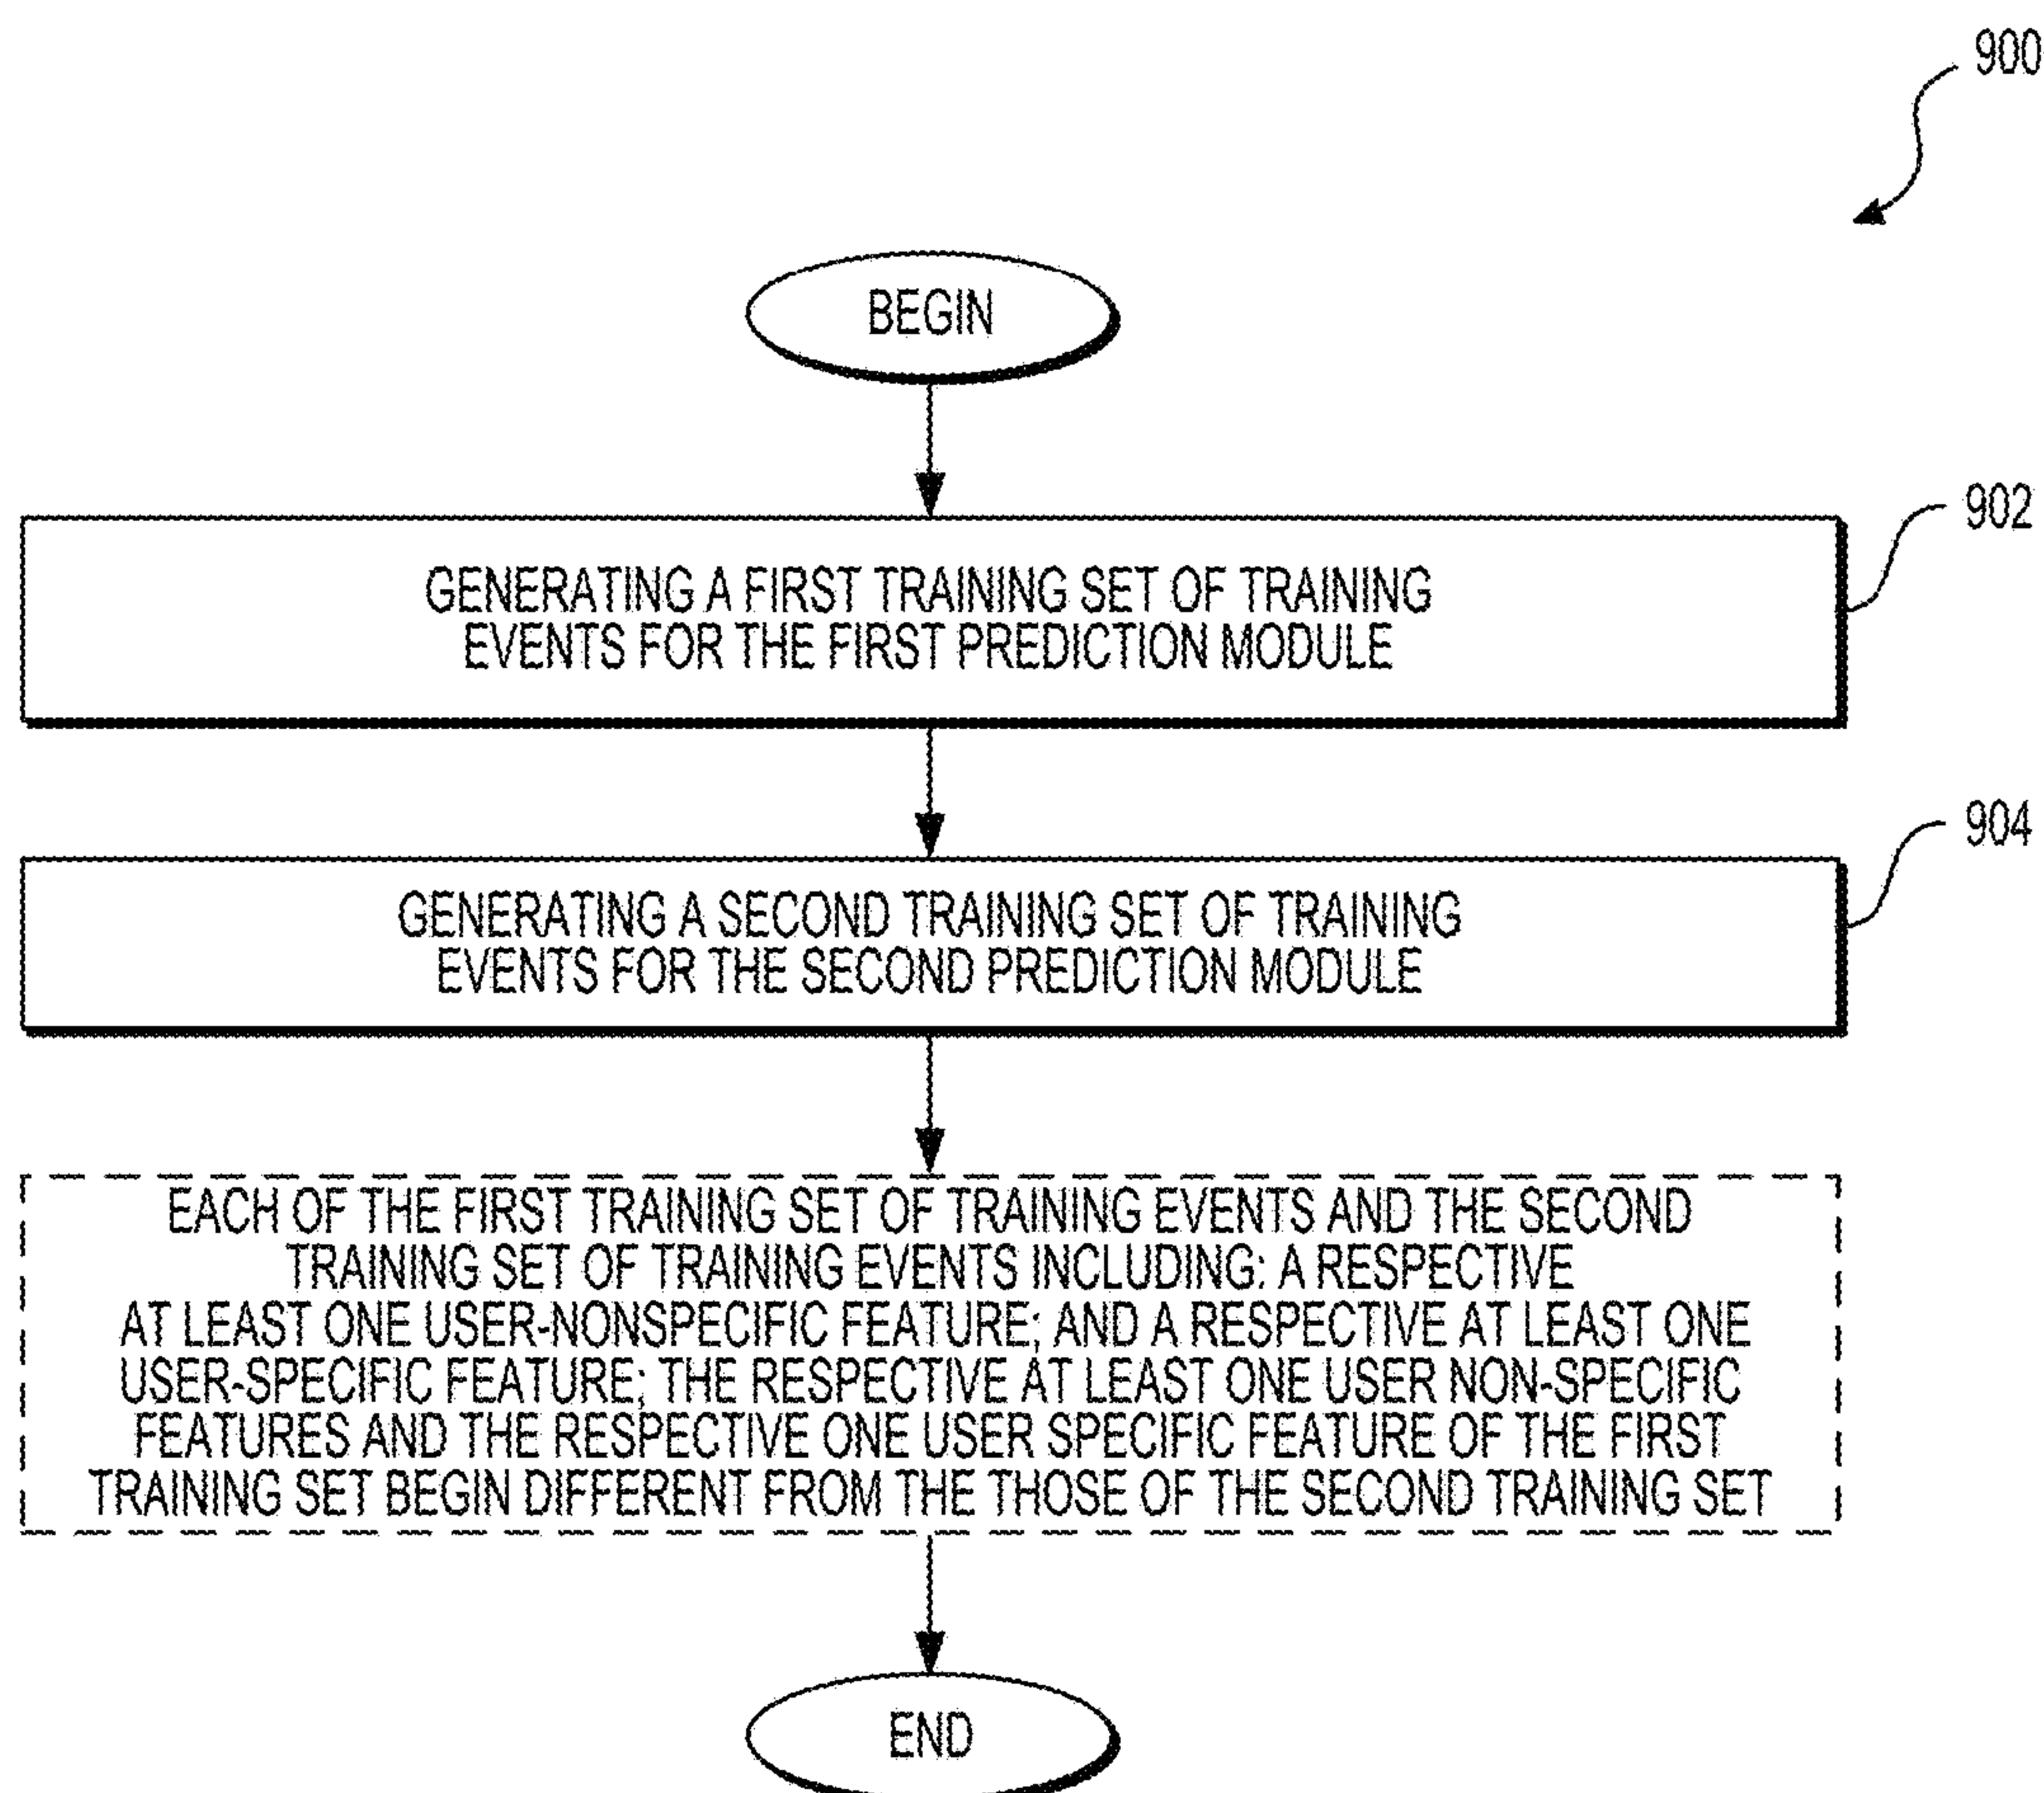 900
BEGIN
902
GENERATING A FIRST TRAINING SET OF TRAINING
EVENTS FOR THE FIRST PREDICTION MODULE
904
GENERATING A SECOND TRAINING SET OF TRAINING
EVENTS FOR THE SECOND PREDICTION MODULE
EACH OF THE FIRST TRAINING SET OF TRAINING EVENTS AND THE SECOND
TRAINING SET OF TRAINING EVENTS INCLUDING: A RESPECTIVE
AT LEAST ONE USER-NONSPECIFIC FEATURE; AND A RESPECTIVE AT LEAST ONE
USER-SPECIFIC FEATURE; THE RESPECTIVE AT LEAST ONE USER NON-SPECIFIC
FEATURES AND THE RESPECTIVE ONE USER SPECIFIC FEATURE OF THE FIRST
TRAINING SET BEGIN DIFFERENT FROM THE THOSE OF THE SECOND TRAINING SET
END